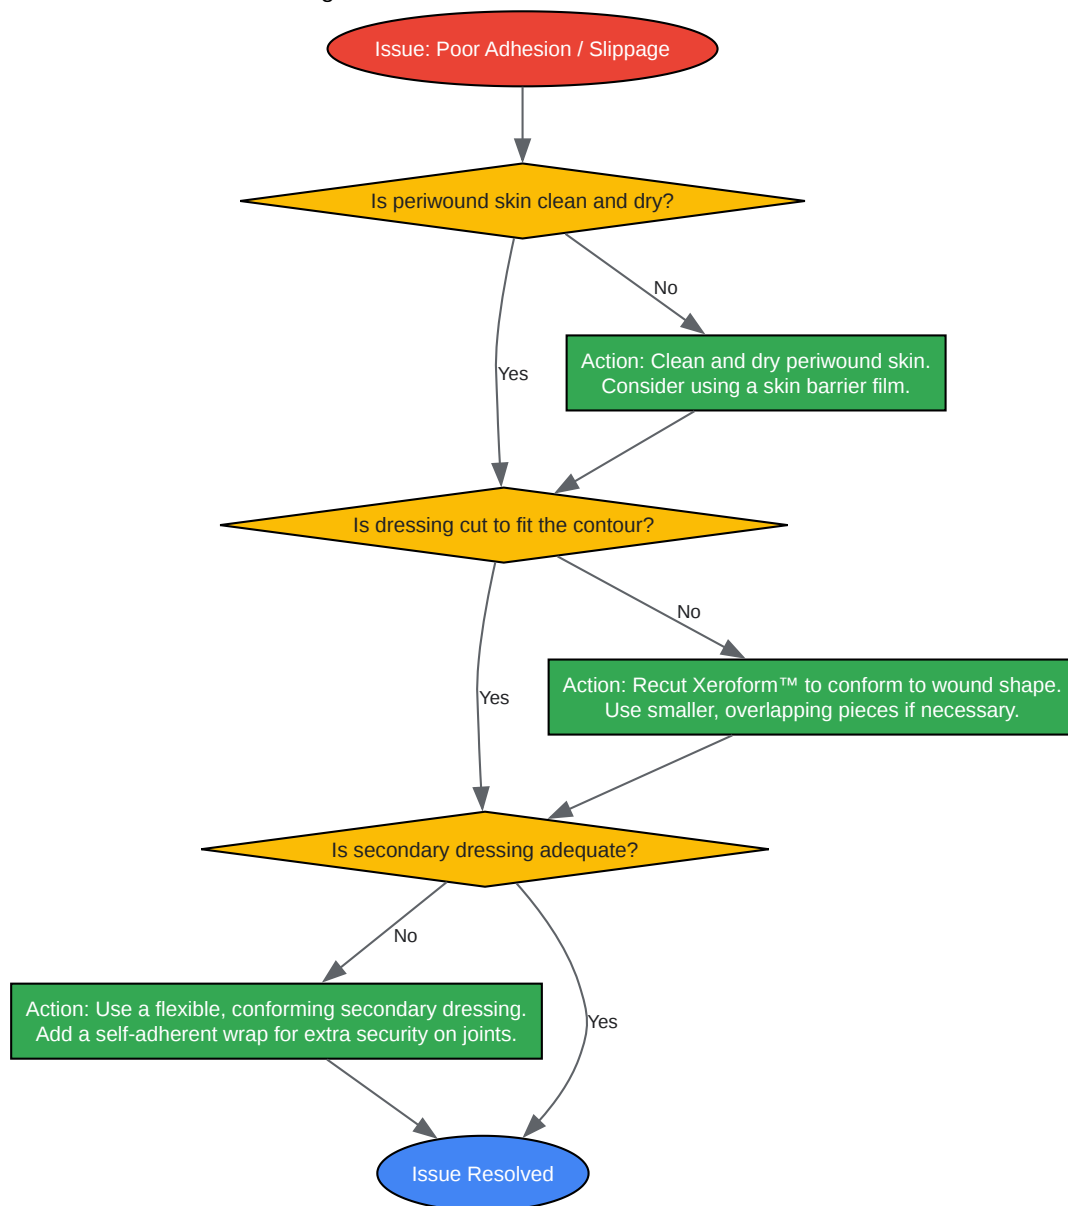 Issue: Poor Adhesion / Slippage
Is periwound skin clean and dry?
No
Action: Clean and dry periwound skin.
Consider using a skin barrier film.
Yes
Is dressing cut to fit the contour?
No
Action: Recut Xeroform™ to conform to wound shape.
Use smaller, overlapping pieces if necessary.
Yes
Is secondary dressing adequate?
No
Action: Use a flexible, conforming secondary dressing.
Add a self-adherent wrap for extra security on joints.
Yes
Issue Resolved